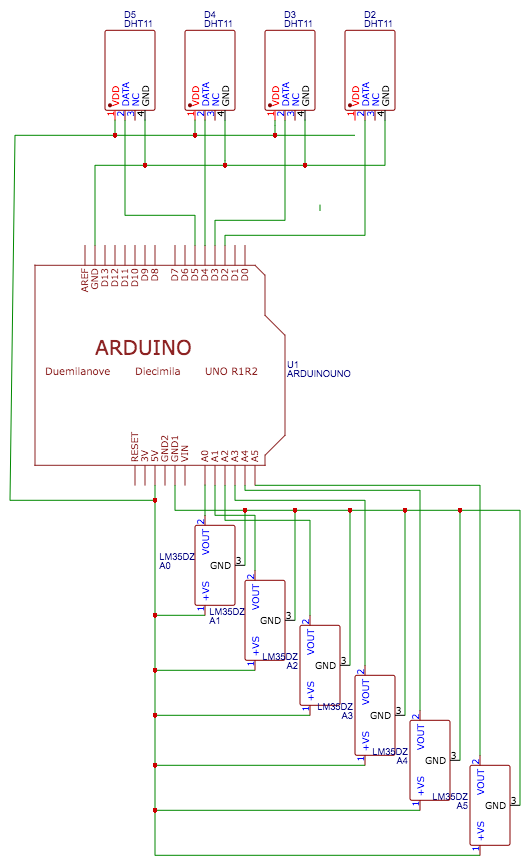 D5
DHT11
D4
DHT11
D3
DHT11
D2
DHT11
VDD
DATA
NC
GND
1
2
3
4
VDD
DATA
NC
GND
1
2
3
4
VDD
DATA
NC
GND
1
2
3
4
VDD
DATA
NC
GND
1
2
3
4
AREF
GND
D13
D12
D11
D10
D9
D8
D7
D6
D5
D4
D3
D2
D1
D0
ARDUINO
Duemilanove
Diecimila
UNO R1R2
U1
ARDUINOUNO
RESET
3V
5V
GND2
GND1
VIN
A0
A1
A2
A3
A4
A5
2
VOUT
GND
3
+VS
1
LM35DZ
A0
2
VOUT
GND
3
+VS
1
LM35DZ
A1
2
VOUT
GND
3
+VS
1
LM35DZ
A2
2
VOUT
GND
3
+VS
1
LM35DZ
A3
2
VOUT
GND
3
+VS
1
LM35DZ
A4
2
VOUT
GND
3
+VS
1
LM35DZ
A5